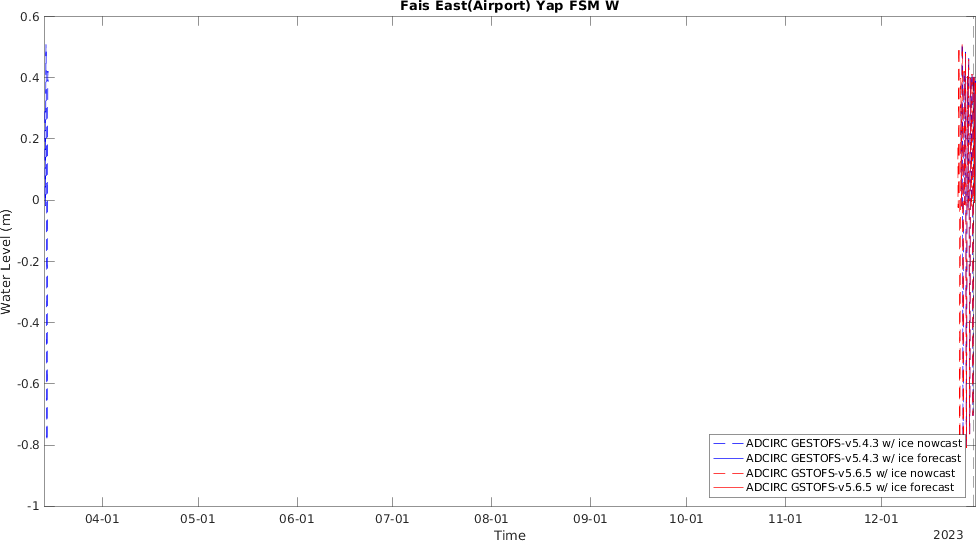 Fais East(Airport) Yap FSM W
0.6
0.4
0.2
0
-0.2
-0.4
-0.6
-0.8
-1
Water Level (m)
ADCIRC GESTOFS-v5.4.3 w/ ice nowcast
ADCIRC GESTOFS-v5.4.3 w/ ice forecast
ADCIRC GSTOFS-v5.6.5 w/ ice nowcast
ADCIRC GSTOFS-v5.6.5 w/ ice forecast
04-01 05-01 06-01 07-01 08-01 09-01 10-01 11-01 12-01
Time
2023